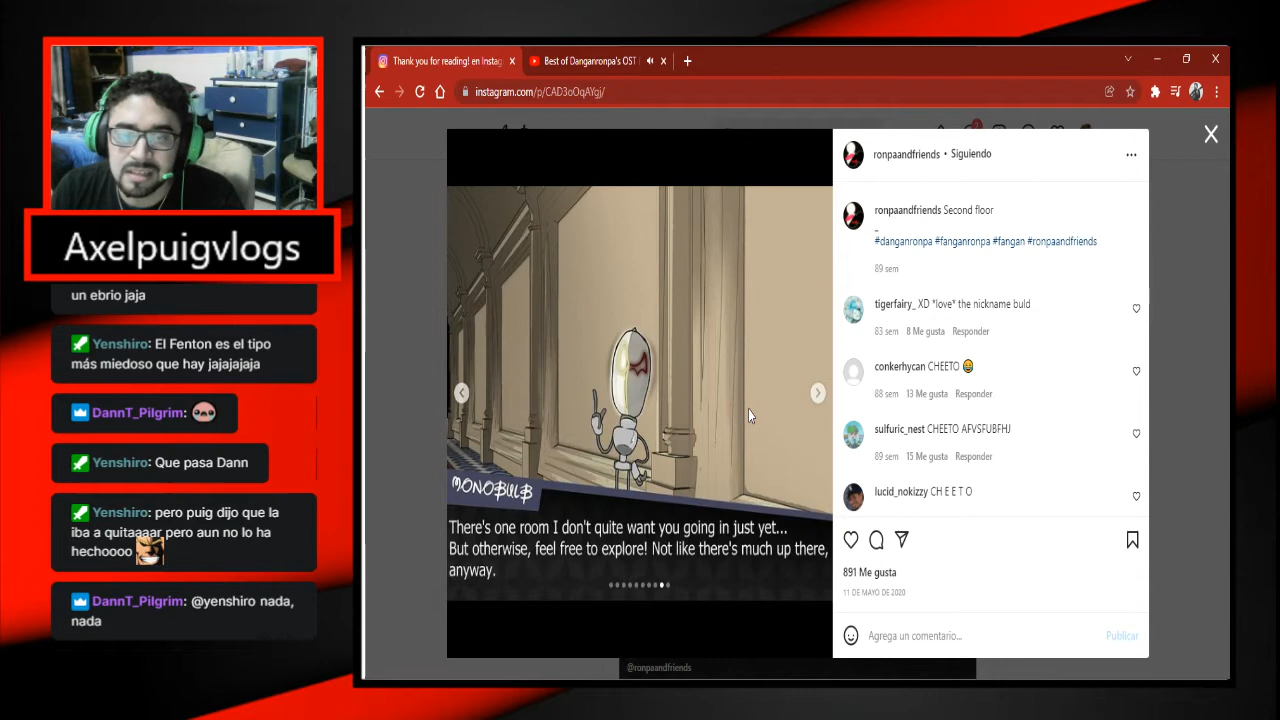 Thank you for reading! en Instag
Best of Danganronpa's OST
instagram.com/p/CAD3oOqAYgj/
Axelpuigvlogs
un ebrio jaja
Yenshiro: El Fenton es el tipo
más miedoso que hay jajajajaja
DannT_Pilgrim:
Yenshiro: Que pasa Dann
Yenshiro: pero puig dijo que la
iba a quitaaaar pero aun no lo ha
hechoooo
DannT_Pilgrim: @yenshiro nada,
nada
MONOBULB
There's one room I don't quite want you going in just yet...
But otherwise, feel free to explore! Not like there's much up there,
anyway.
@ronpaandfriends
ronpaandfriends • Siguiendo
ronpaandfriends Second floor
_
#danganronpa #fanganronpa #fangan #ronpaandfriends
89 sem
tigerfairy_ XD *love* the nickname buld
83 sem 8 Me gusta Responder
conkerhycan CHEETO
88 sem 13 Me gusta Responder
sulfuric_nest CHEETO AFVSFUBFHJ
89 sem 15 Me gusta Responder
lucid_nokizzy CH E E T O
891 Me gusta
11 DE MAYO DE 2020
Agrega un comentario...
Publicar